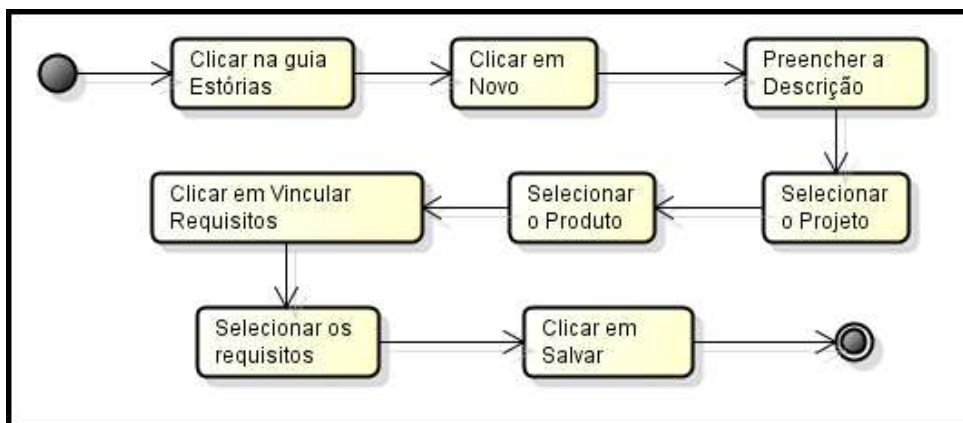 Clicar na guia
Estórias
Clicar em
Novo
Preencher a
Descrição
Selecionar
o Projeto
Selecionar
o Produto
Clicar em Vincular
Requisitos
Selecionar os
requisitos
Clicar em
Salvar